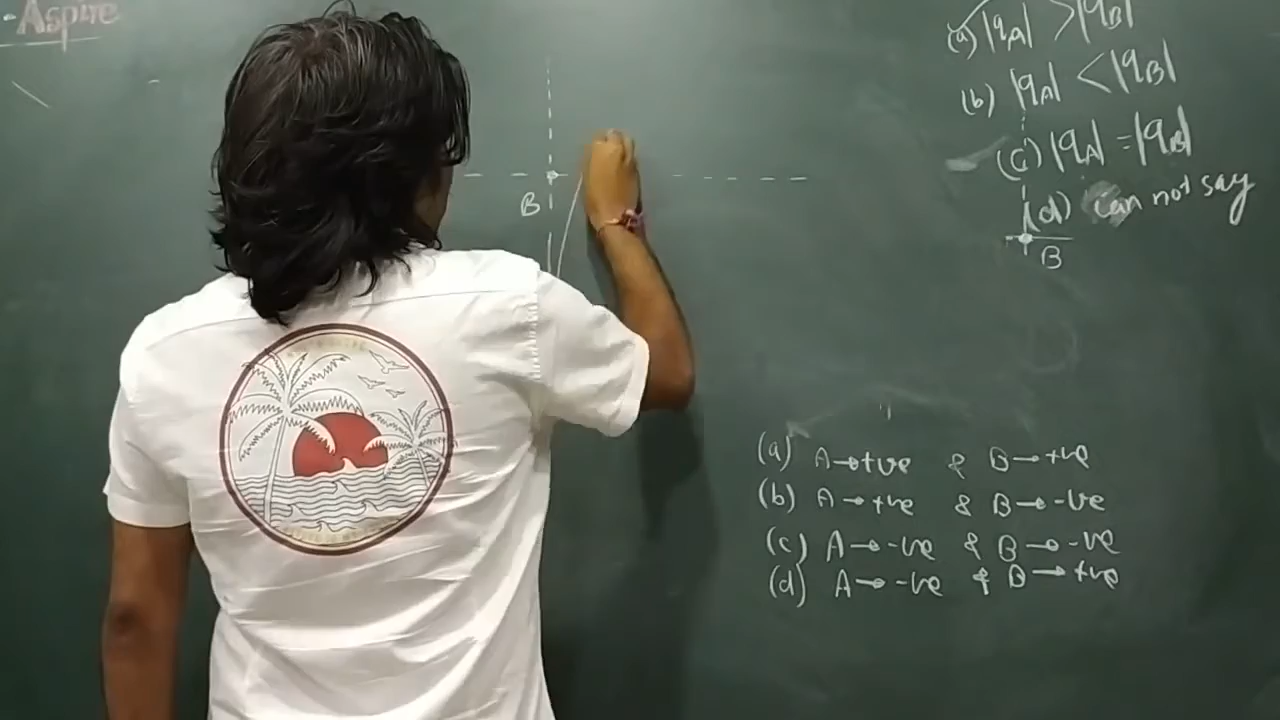 Aspire
(a) |qA| > |qB|
(b) |qA| < |qB|
(c) |qA| = |qB|
(d) can not say
B
B
(a) A→+ve & B→+ve
(b) A→+ve & B→-ve
(c) A→-ve & B→-ve
(d) A→-ve & B→+ve